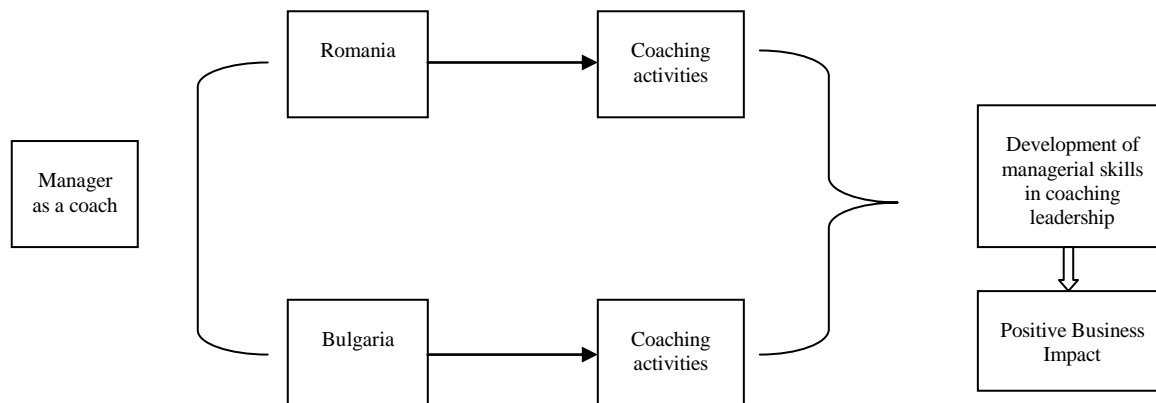 Manager
as a coach
Romania
Coaching
activities
Bulgaria
Coaching
activities
Development of
managerial skills
in coaching
leadership
Positive Business
Impact